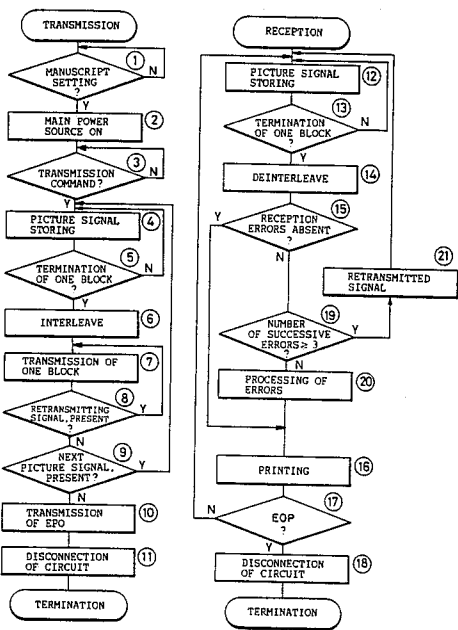 TRANSMISSION
1
MANUSCRIPT
SETTING
?
N
Y
MAIN POWER
SOURCE ON
2
3
TRANSMISSION
COMMAND?
N
Y
PICTURE SIGNAL
STORING
4
5
TERMINATION
OF ONE BLOCK
?
N
Y
INTERLEAVE
6
TRANSMISSION OF
ONE BLOCK
7
8
RETRANSMITTING
SIGNAL, PRESENT
?
Y
N
9
NEXT
PICTURE SIGNAL,
PRESENT?
Y
N
TRANSMISSION
OF EPO
10
DISCONNECTION
OF CIRCUIT
11
TERMINATION
RECEPTION
PICTURE SIGNAL
STORING
12
13
TERMINATION
OF ONE BLOCK
?
N
Y
DEINTERLEAVE
14
15
Y
RECEPTION
ERRORS ABSENT
?
N
21
RETRANSMITTED
SIGNAL
19
NUMBER
OF SUCCESSIVE
ERRORS≥ 3
?
Y
N
PROCESSING OF
ERRORS
20
PRINTING
16
17
N
EOP
?
Y
DISCONNECTION
OF CIRCUIT
18
TERMINATION